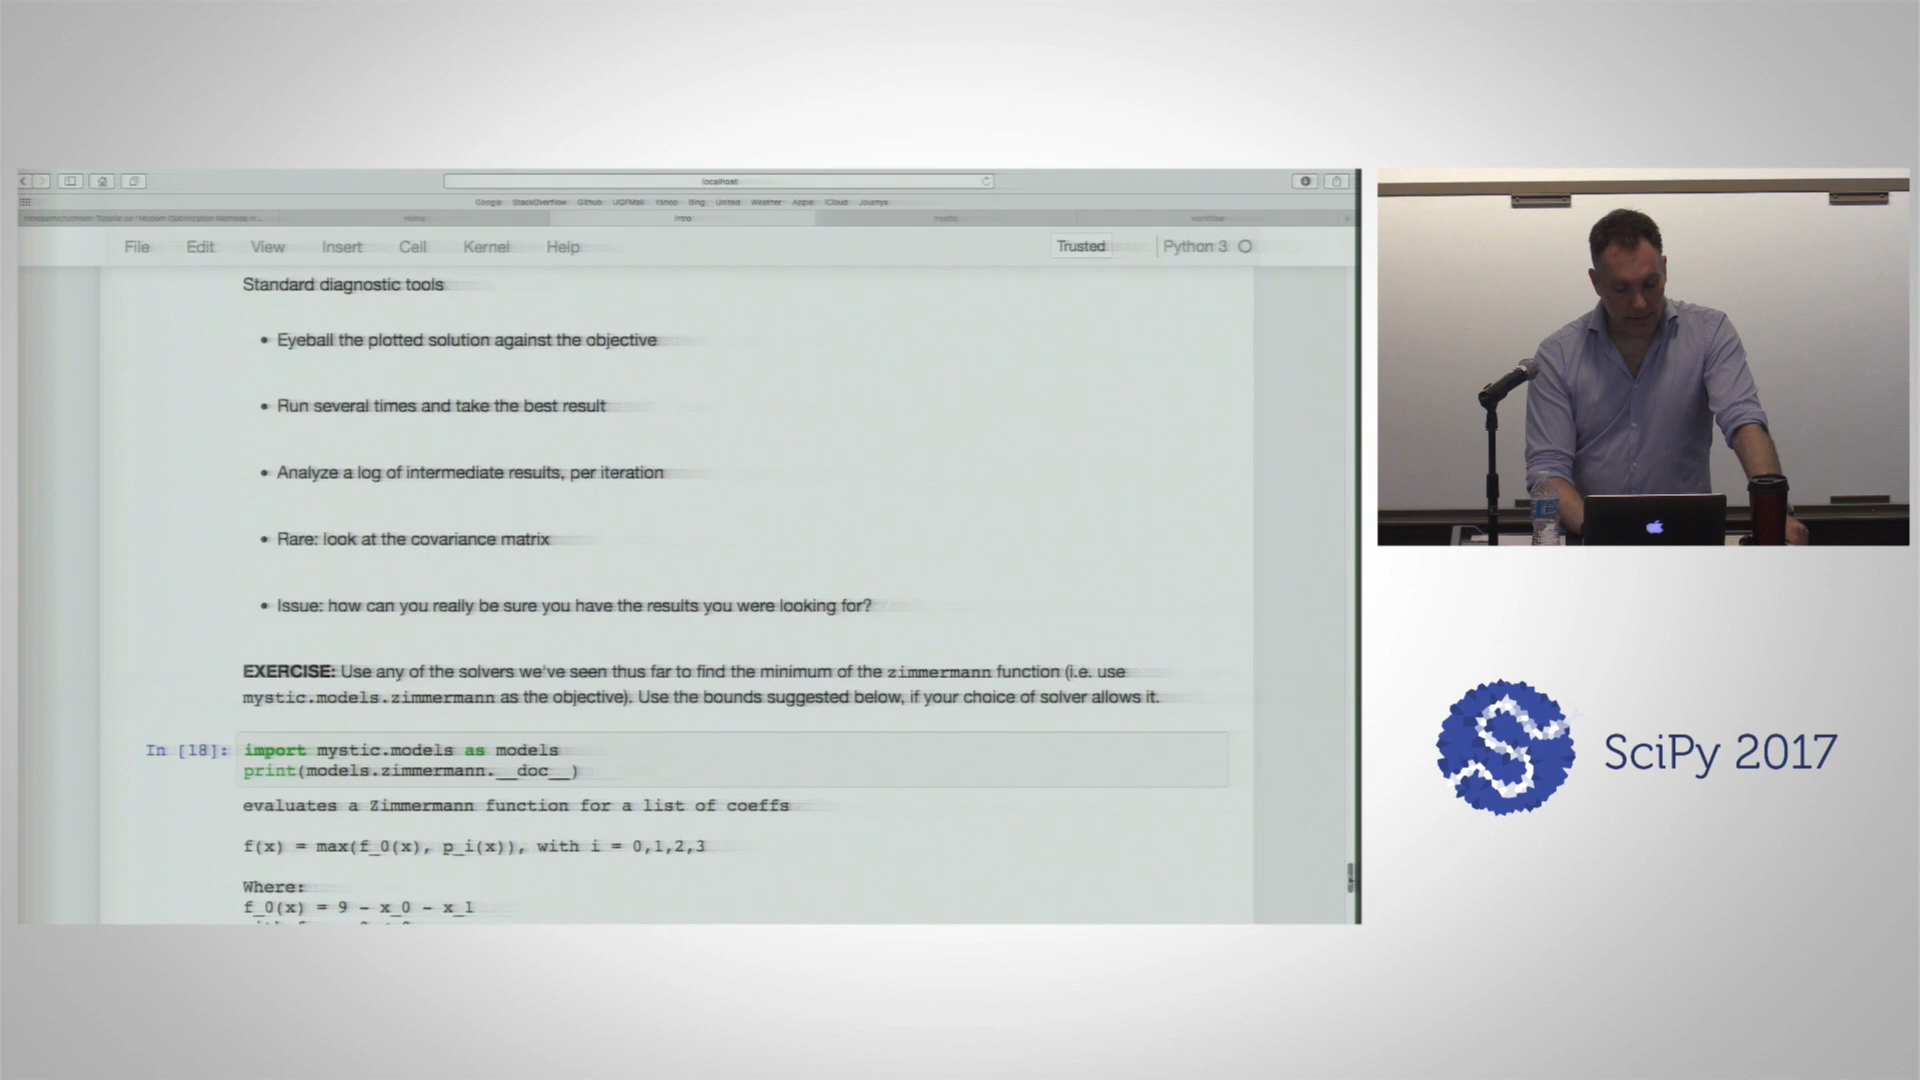 localhost
Google StackOverflow Github UQFMail Yahoo Bing United Weather Apple iCloud Journyx
Home
intro
mystic
workflow
File Edit View Insert Cell Kernel Help
Trusted
Python 3
Standard diagnostic tools
• Eyeball the plotted solution against the objective
• Run several times and take the best result
• Analyze a log of intermediate results, per iteration
• Rare: look at the covariance matrix
• Issue: how can you really be sure you have the results you were looking for?
EXERCISE: Use any of the solvers we've seen thus far to find the minimum of the zimmermann function (i.e. use
mystic.models.zimmermann as the objective). Use the bounds suggested below, if your choice of solver allows it.
In [18]: import mystic.models as models
print(models.zimmermann.__doc__)
evaluates a Zimmermann function for a list of coeffs
f(x) = max(f_0(x), p_i(x)), with i = 0,1,2,3
Where:
f_0(x) = 9 - x_0 - x_1
SciPy 2017